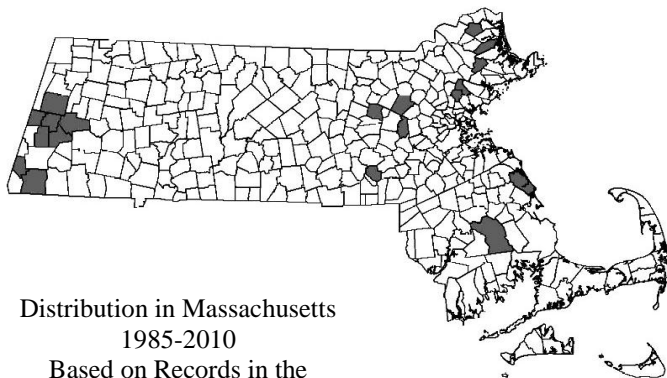 Distribution in Massachusetts
1985-2010
Based on Records in the